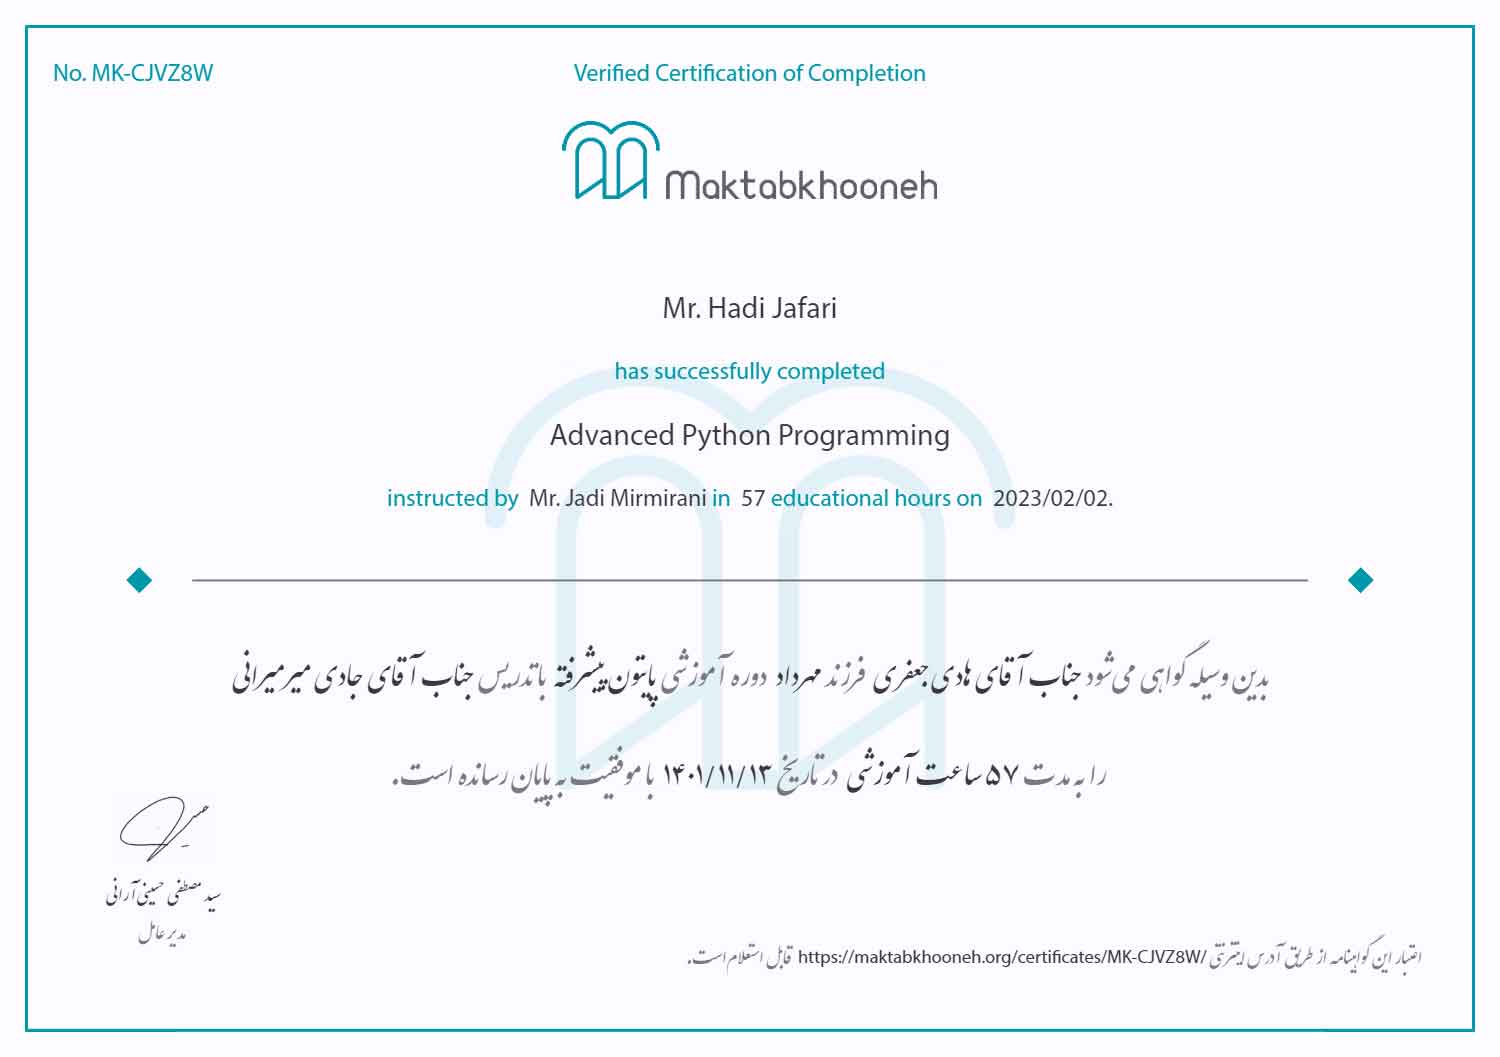 No. MK-CJVZ8W
Verified Certification of Completion
Maktabkhooneh
Mr. Hadi Jafari
has successfully completed
Advanced Python Programming
instructed by Mr. Jadi Mirmirani in 57 educational hours on 2023/02/02.
بدین وسیله گواهی می‌شود جناب آقای هادی جعفری فرزند مهرداد دوره آموزشی پایتون پیشرفته با تدریس جناب آقای جادی میرمیرانی
را به مدت ۵۷ ساعت آموزشی در تاریخ ۱۴۰۱/۱۱/۱۳ با موفقیت به پایان رسانده است.
سید مصطفی حسینی آرانی
مدیر عامل
اعتبار این گواهینامه از طریق آدرس اینترنتی https://maktabkhooneh.org/certificates/MK-CJVZ8W/ قابل استعلام است.